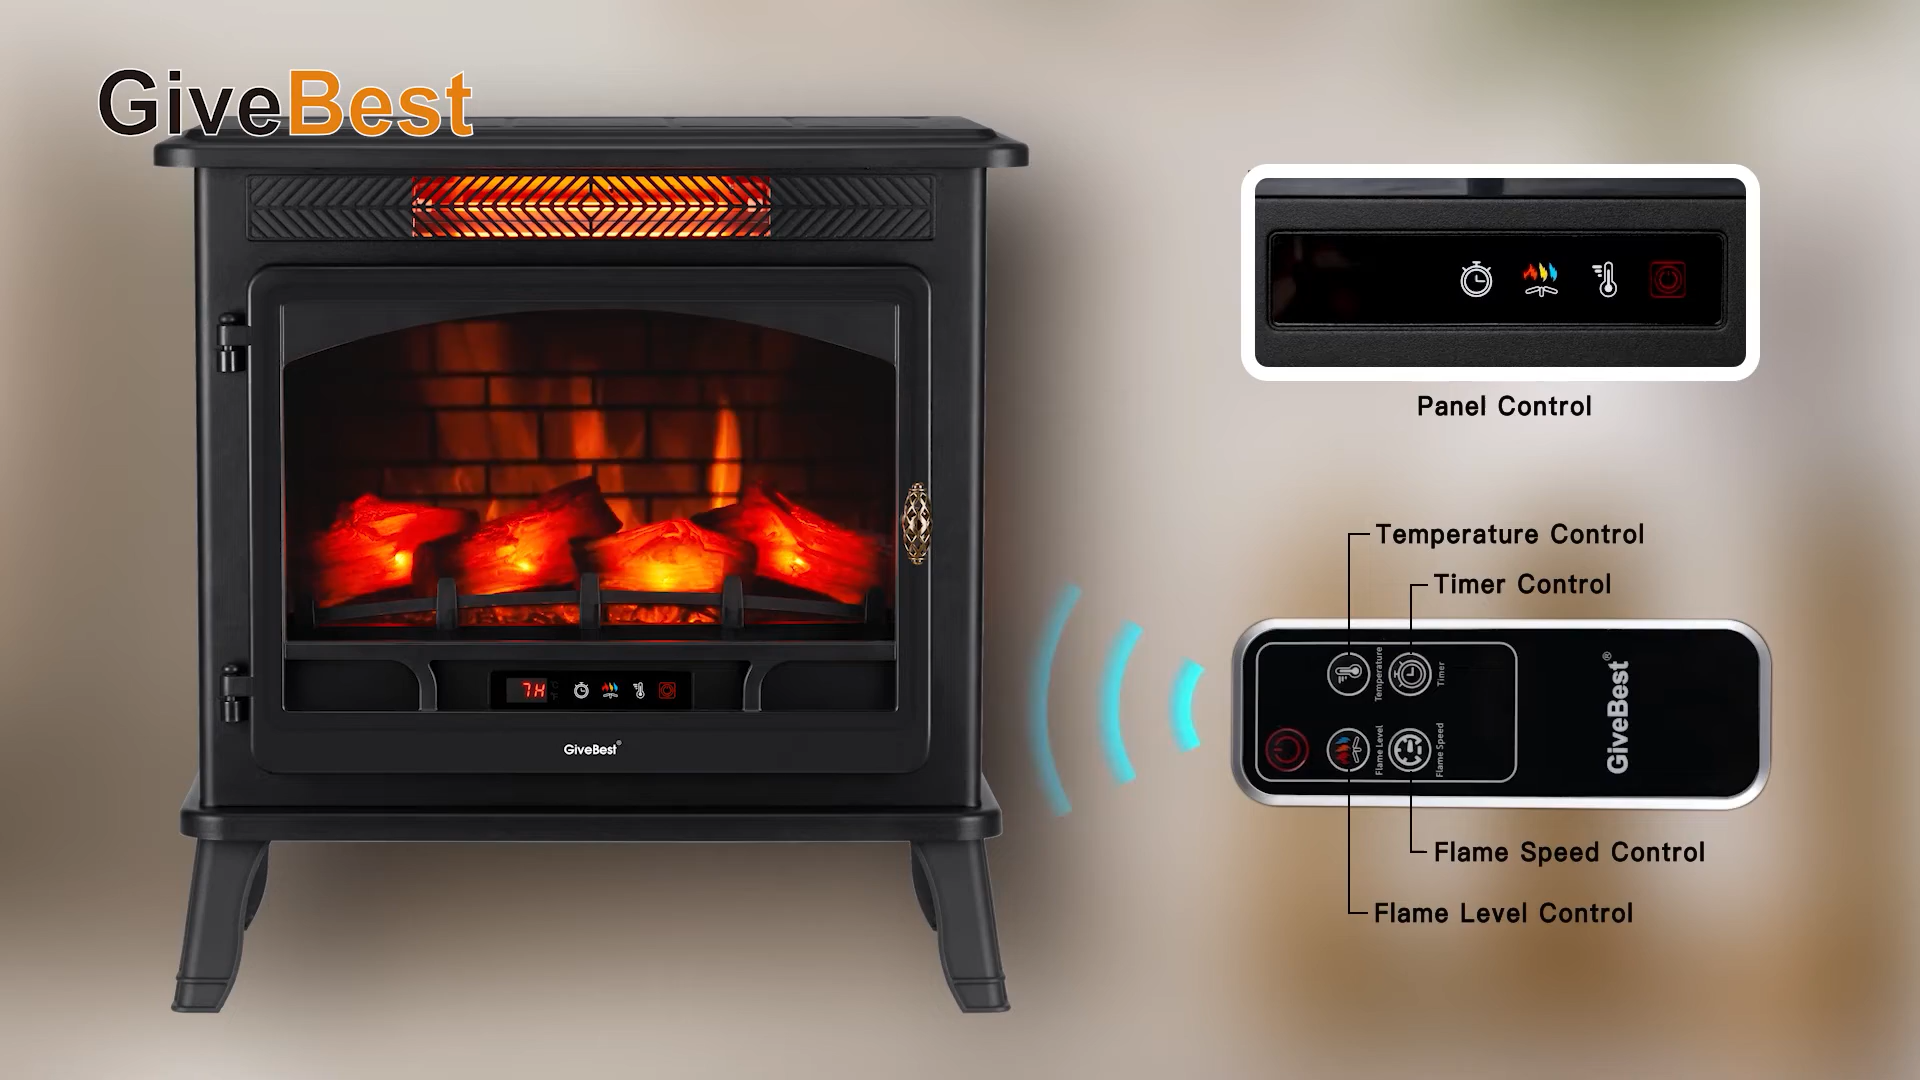 GiveBest
7H
GiveBest®
Panel Control
Temperature Control
Timer Control
Temperature
Timer
Flame Level
Flame Speed
GiveBest®
Flame Speed Control
Flame Level Control